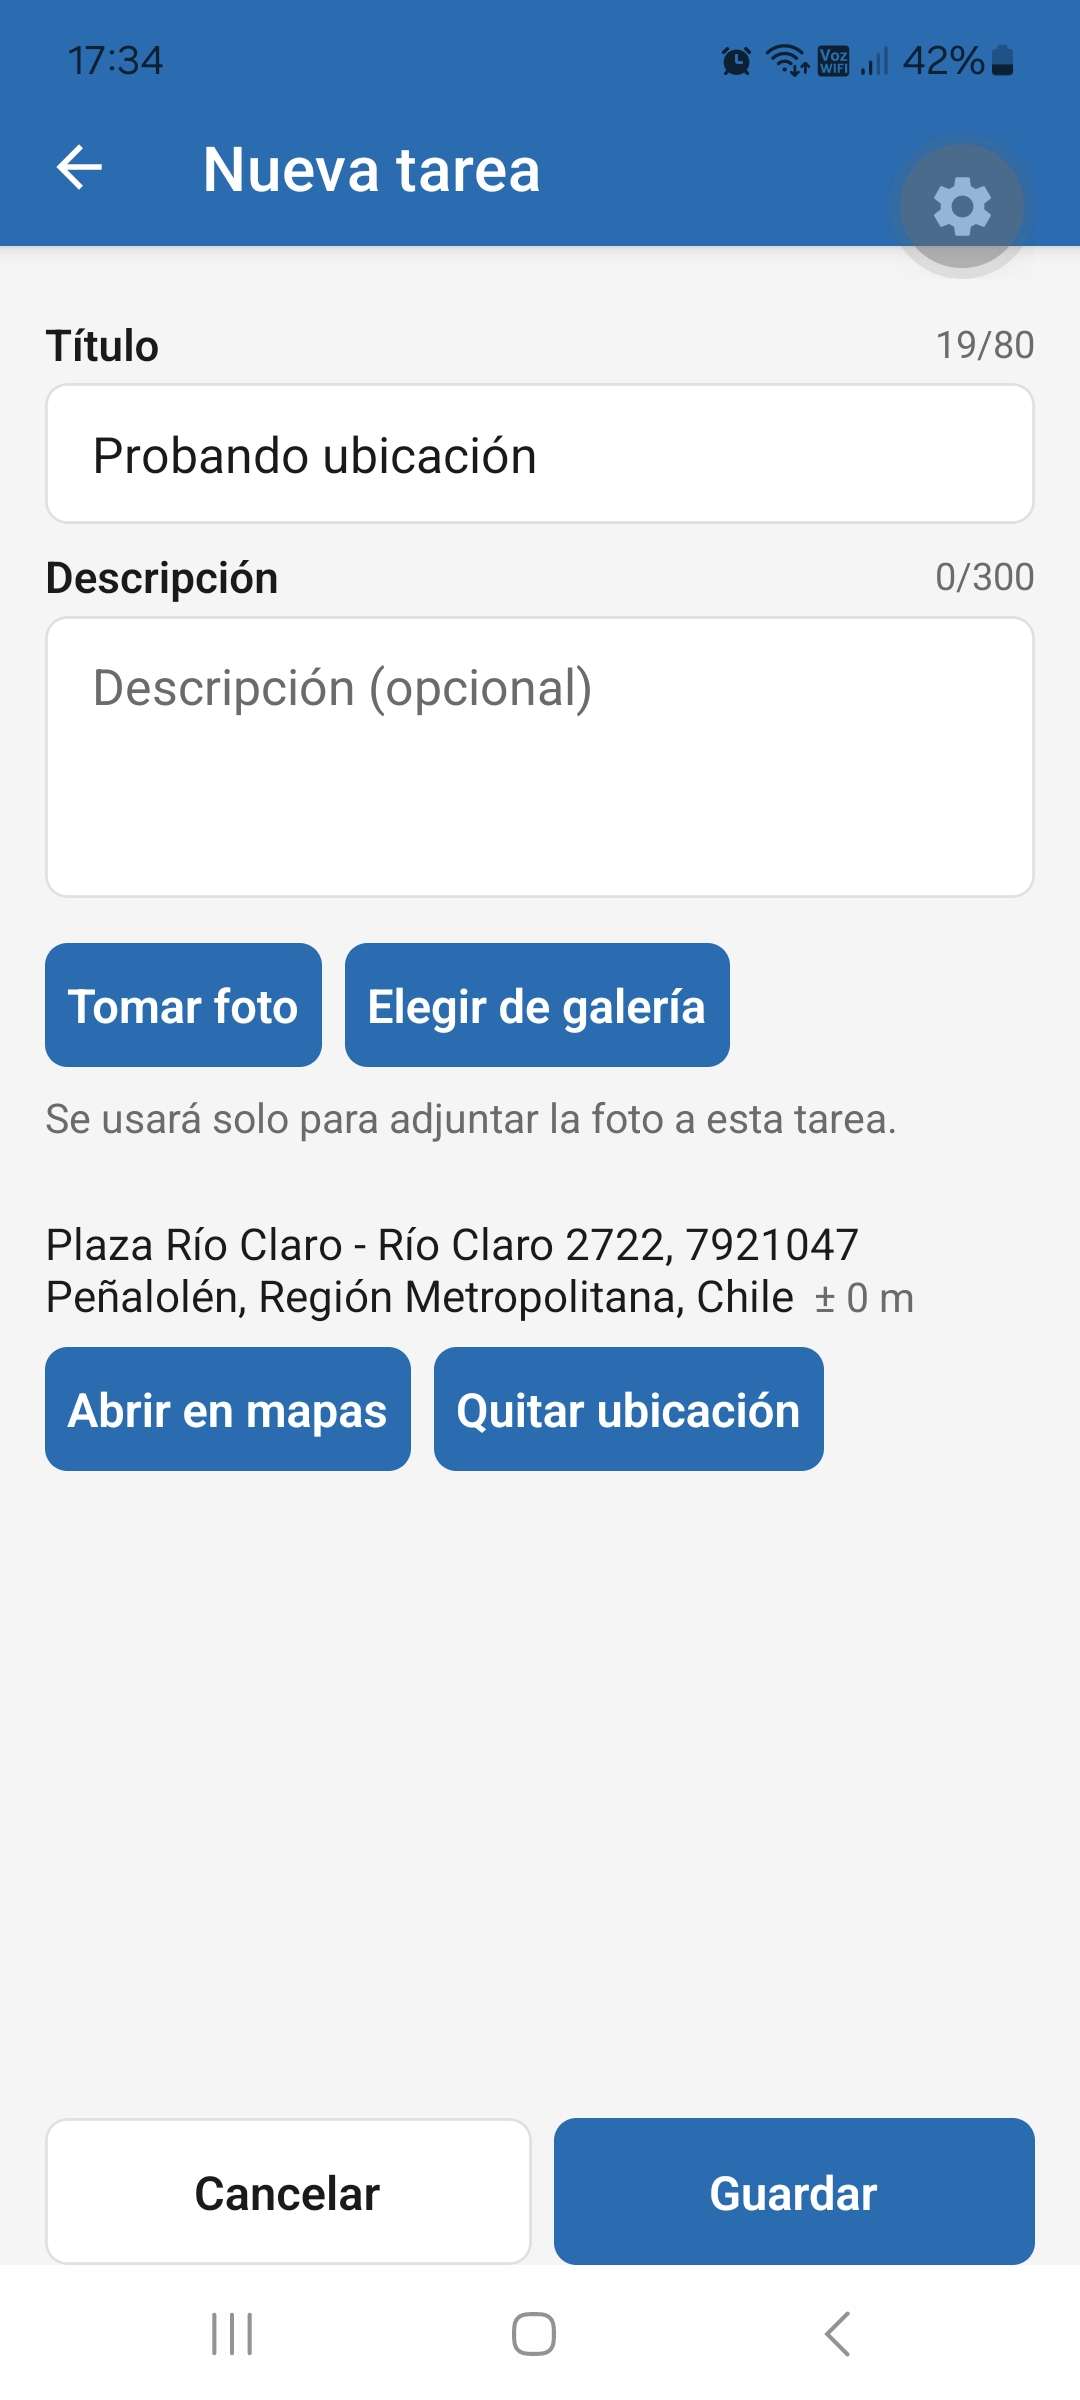 17:34
Voz WIFI 42%
Nueva tarea
Título 19/80
Probando ubicación
Descripción 0/300
Descripción (opcional)
Tomar foto Elegir de galería
Se usará solo para adjuntar la foto a esta tarea.
Plaza Río Claro - Río Claro 2722, 7921047
Peñalolén, Región Metropolitana, Chile ± 0 m
Abrir en mapas Quitar ubicación
Cancelar Guardar